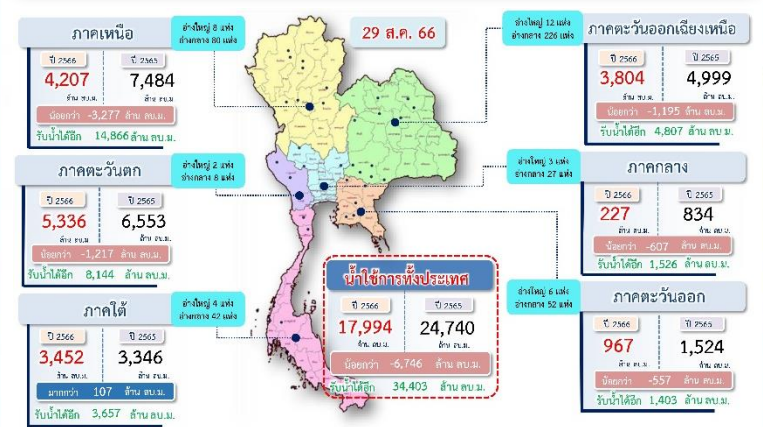 29 ส.ค. 66
ภาคเหนือ
ปี 2566 ปี 2565
4,207 7,484
ล้าน ลบ.ม. ล้าน ลบ.ม.
น้อยกว่า -3,277 ล้าน ลบ.ม.
รับน้ำได้อีก 14,866 ล้าน ลบ.ม.
อ่างใหญ่ 8 แห่ง
อ่างกลาง 80 แห่ง
อ่างใหญ่ 12 แห่ง
อ่างกลาง 226 แห่ง
ภาคตะวันออกเฉียงเหนือ
ปี 2566 ปี 2565
3,804 4,999
ล้าน ลบ.ม. ล้าน ลบ.ม.
น้อยกว่า -1,195 ล้าน ลบ.ม.
รับน้ำได้อีก 4,807 ล้าน ลบ.ม.
ภาคตะวันตก
ปี 2566 ปี 2565
5,336 6,553
ล้าน ลบ.ม. ล้าน ลบ.ม.
น้อยกว่า -1,217 ล้าน ลบ.ม.
รับน้ำได้อีก 8,144 ล้าน ลบ.ม.
อ่างใหญ่ 2 แห่ง
อ่างกลาง 8 แห่ง
อ่างใหญ่ 3 แห่ง
อ่างกลาง 27 แห่ง
ภาคกลาง
ปี 2566 ปี 2565
227 834
ล้าน ลบ.ม. ล้าน ลบ.ม.
น้อยกว่า -607 ล้าน ลบ.ม.
รับน้ำได้อีก 1,526 ล้าน ลบ.ม.
ภาคใต้
ปี 2566 ปี 2565
3,452 3,346
ล้าน ลบ.ม. ล้าน ลบ.ม.
มากกว่า 107 ล้าน ลบ.ม.
รับน้ำได้อีก 3,657 ล้าน ลบ.ม.
อ่างใหญ่ 4 แห่ง
อ่างกลาง 42 แห่ง
น้ำใช้การทั้งประเทศ
ปี 2566 ปี 2565
17,994 24,740
ล้าน ลบ.ม. ล้าน ลบ.ม.
น้อยกว่า -6,746 ล้าน ลบ.ม.
รับน้ำได้อีก 34,403 ล้าน ลบ.ม.
อ่างใหญ่ 6 แห่ง
อ่างกลาง 52 แห่ง
ภาคตะวันออก
ปี 2566 ปี 2565
967 1,524
ล้าน ลบ.ม. ล้าน ลบ.ม.
น้อยกว่า -557 ล้าน ลบ.ม.
รับน้ำได้อีก 1,403 ล้าน ลบ.ม.